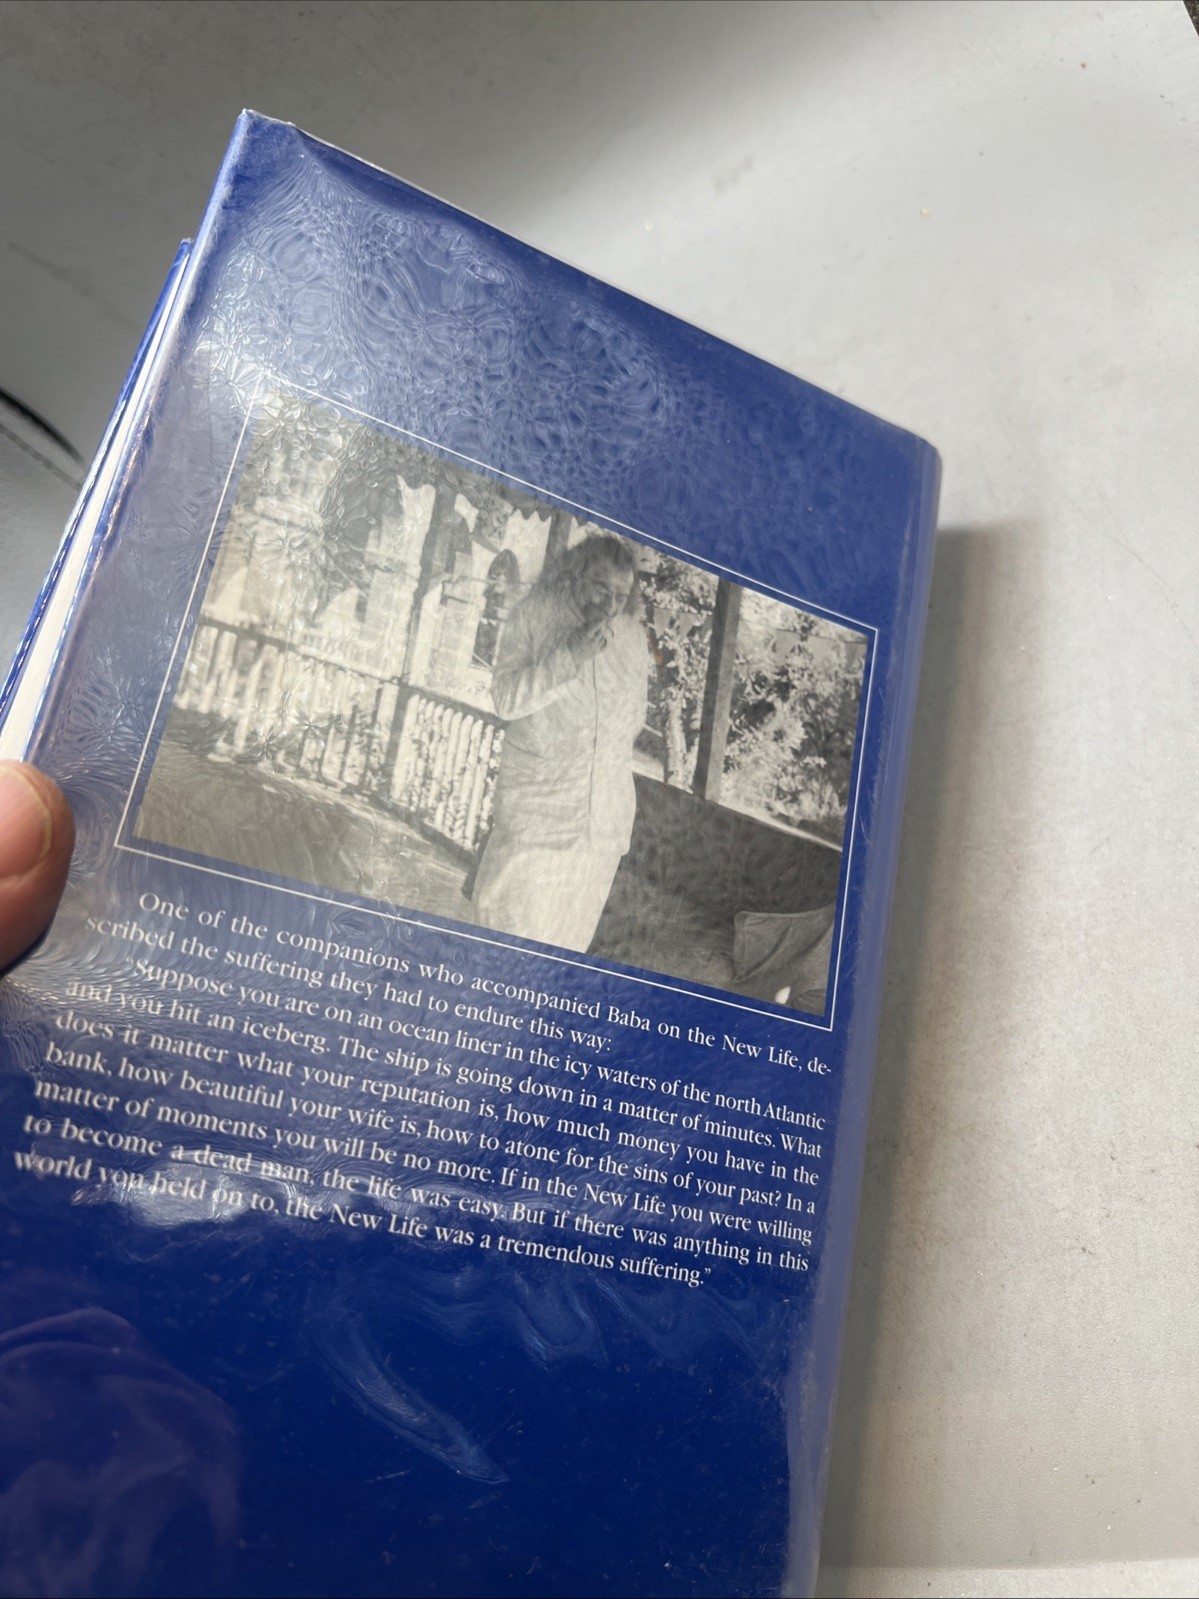 One of the companions who accompanied Baba on the New Life, de-
scribed the suffering they had to endure this way:
"Suppose you are on an ocean liner in the icy waters of the north Atlantic
and you hit an iceberg. The ship is going down in a matter of minutes. What
does it matter what your reputation is, how much money you have in the
bank, how beautiful your wife is, how to atone for the sins of your past? In a
matter of moments you will be no more. If in the New Life you were willing
to become a dead man, the life was easy. But if there was anything in this
world you held on to, the New Life was a tremendous suffering."